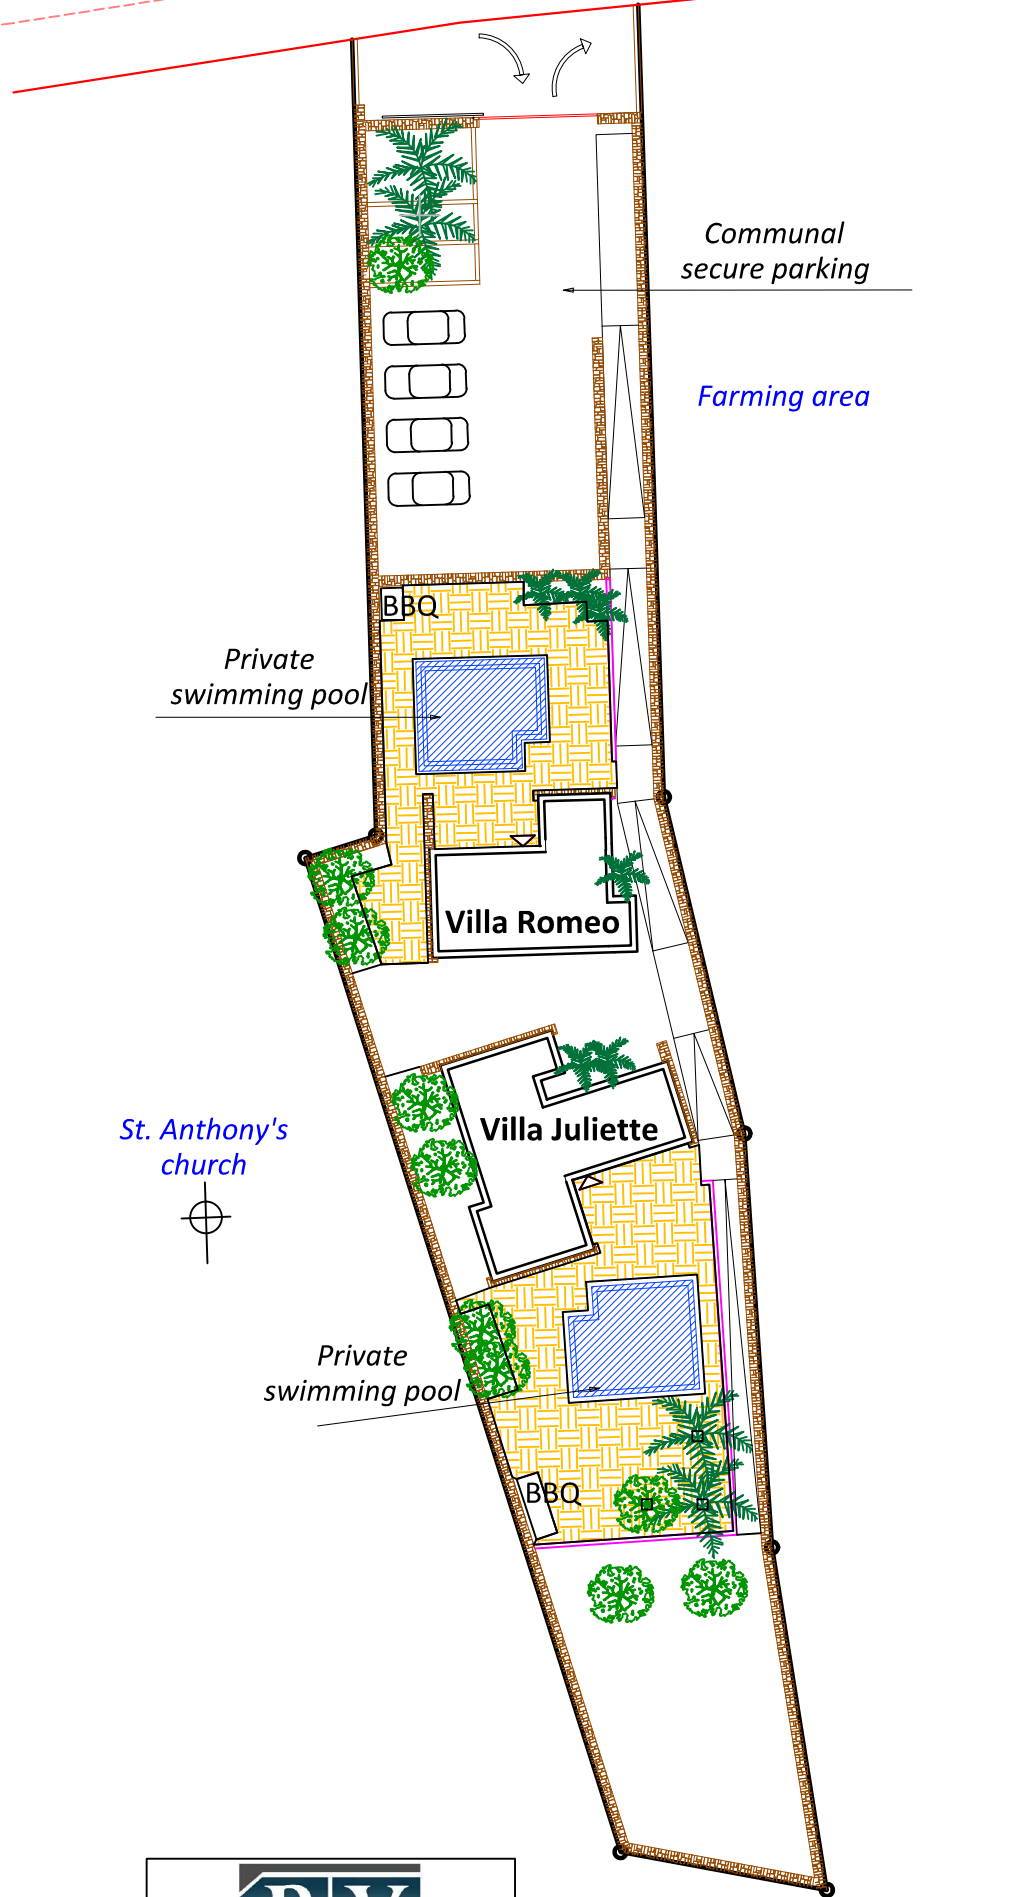 Communal
secure parking
Farming area
BBQ
Private
swimming pool
Villa Romeo
St. Anthony's
church
Villa Juliette
Private
swimming pool
BBQ